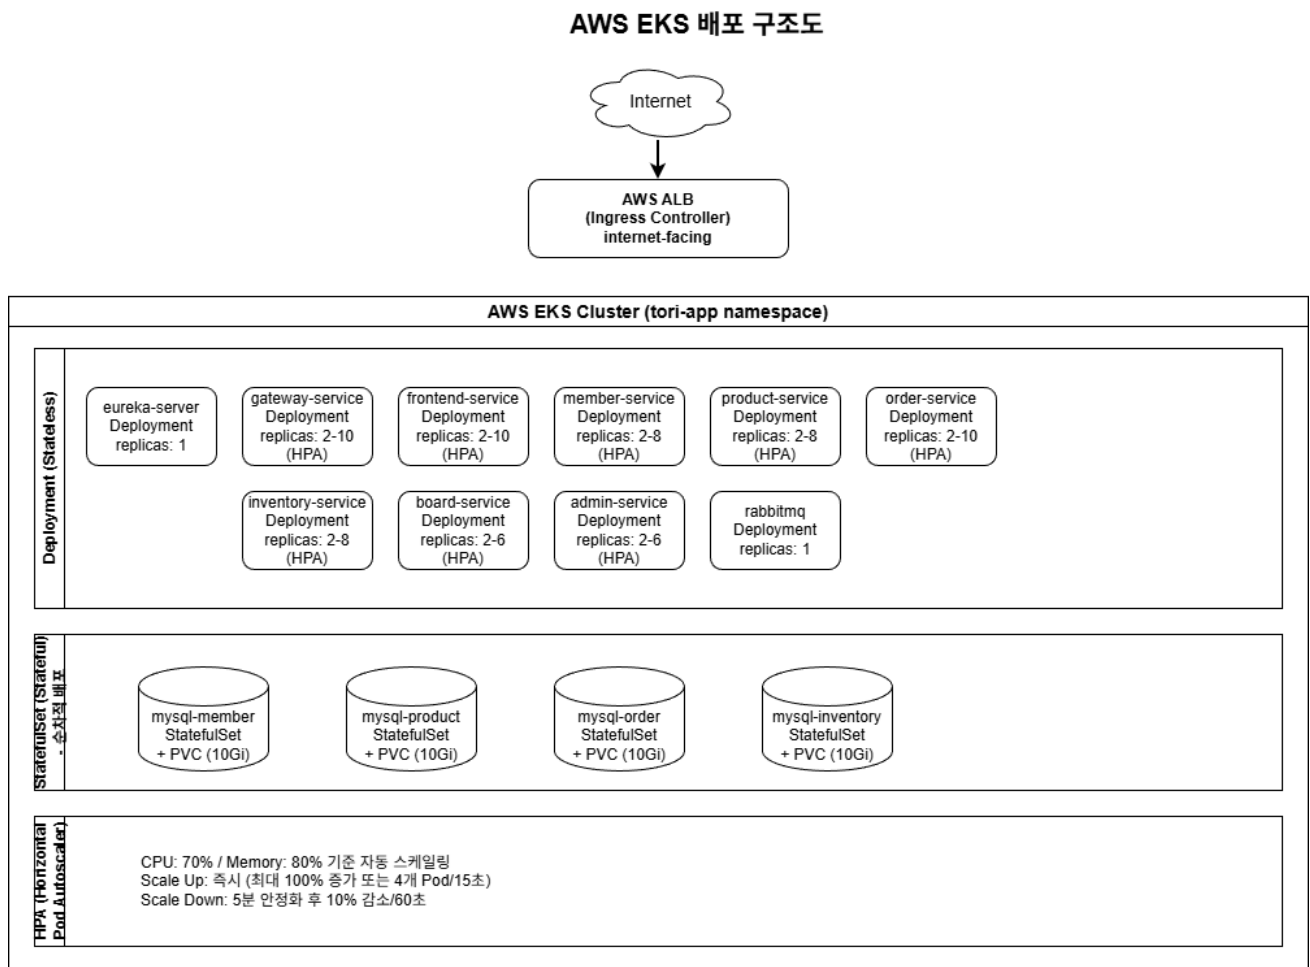 AWS EKS 배포 구조도
Internet
AWS ALB
(Ingress Controller)
internet-facing
AWS EKS Cluster (tori-app namespace)
Deployment (Stateless)
eureka-server
Deployment
replicas: 1
gateway-service
Deployment
replicas: 2-10
(HPA)
frontend-service
Deployment
replicas: 2-10
(HPA)
member-service
Deployment
replicas: 2-8
(HPA)
product-service
Deployment
replicas: 2-8
(HPA)
order-service
Deployment
replicas: 2-10
(HPA)
inventory-service
Deployment
replicas: 2-8
(HPA)
board-service
Deployment
replicas: 2-6
(HPA)
admin-service
Deployment
replicas: 2-6
(HPA)
rabbitmq
Deployment
replicas: 1
StatefulSet (Stateful)
- 순차적 배포
mysql-member
StatefulSet
+ PVC (10Gi)
mysql-product
StatefulSet
+ PVC (10Gi)
mysql-order
StatefulSet
+ PVC (10Gi)
mysql-inventory
StatefulSet
+ PVC (10Gi)
HPA (Horizontal
Pod Autoscaler)
CPU: 70% / Memory: 80% 기준 자동 스케일링
Scale Up: 즉시 (최대 100% 증가 또는 4개 Pod/15초)
Scale Down: 5분 안정화 후 10% 감소/60초